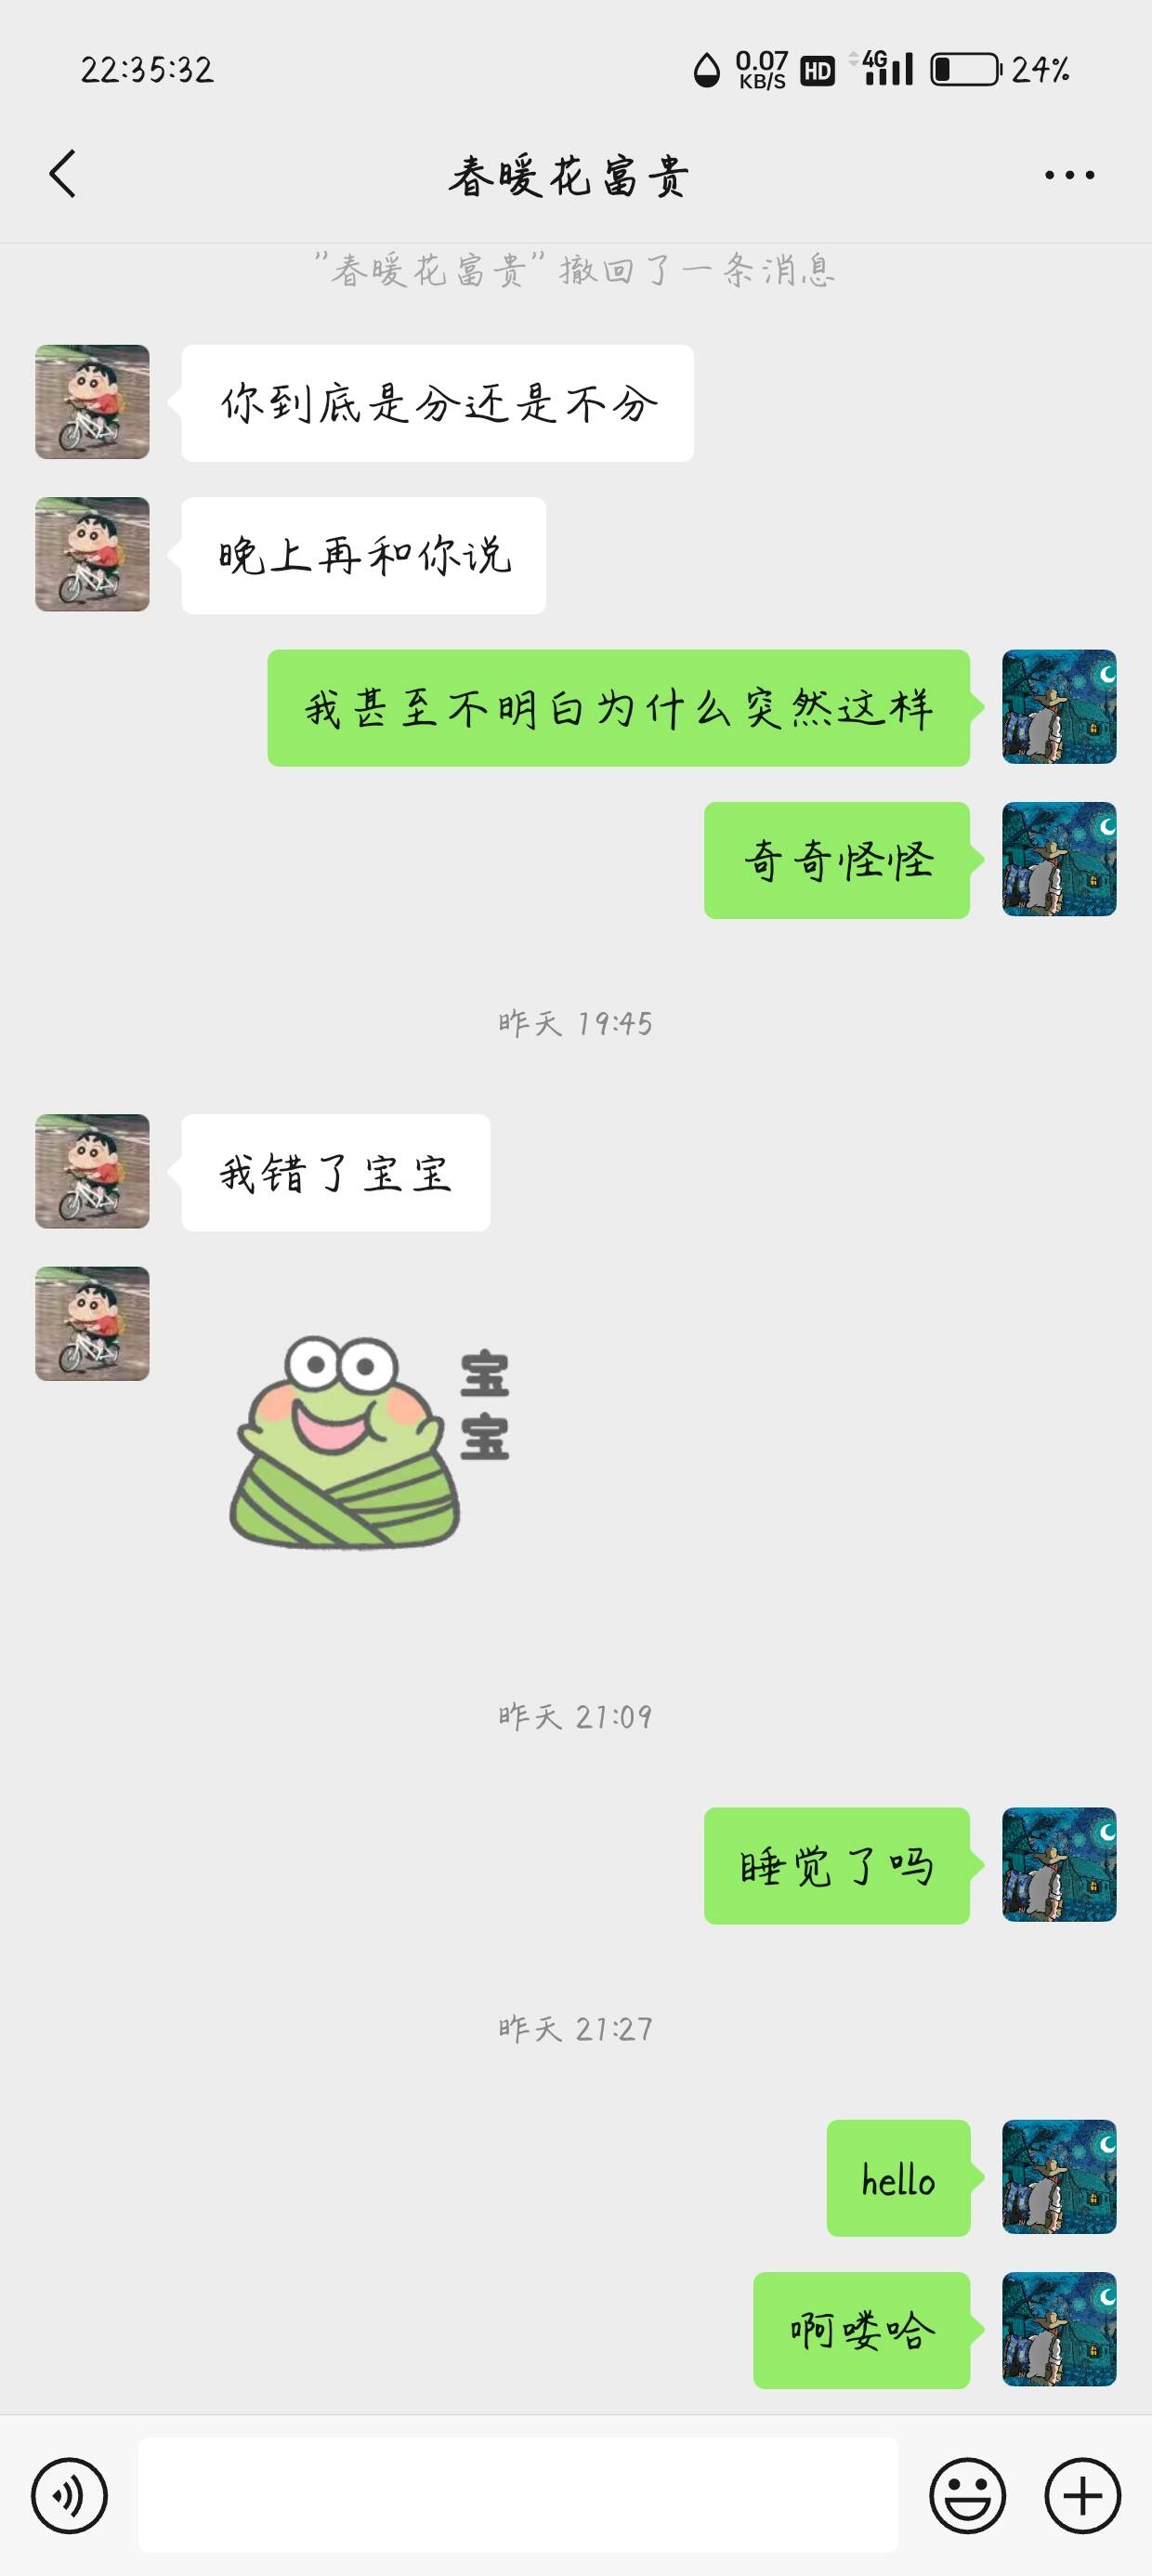 22:35:32 0.07 KB/S HD 4G 24%
春暖花富贵
"春暖花富贵" 撤回了一条消息
你到底是分还是不分
晚上再和你说
我甚至不明白为什么突然这样
奇奇怪怪
昨天 19:45
我错了宝宝
宝宝
昨天 21:09
睡觉了吗
昨天 21:27
hello
啊喽哈